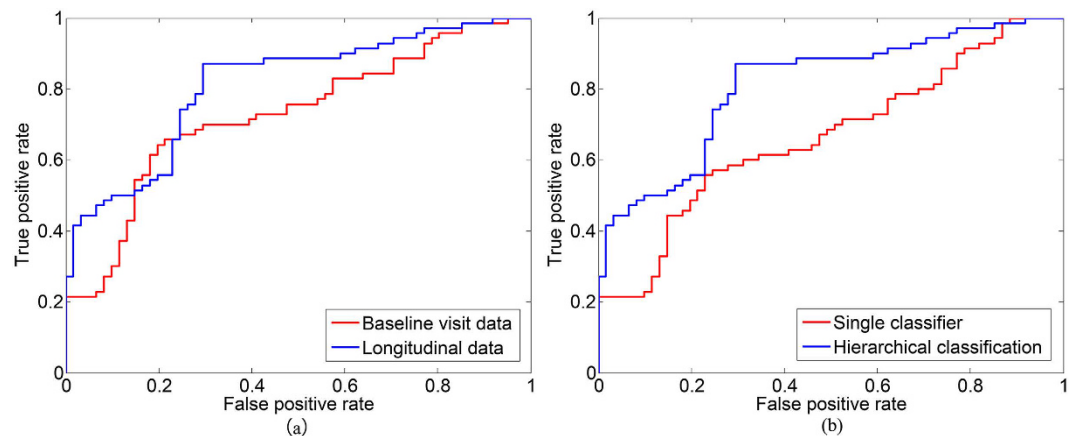 1
0.8
0.6
0.4
0.2
0
True positive rate
Baseline visit data
Longitudinal data
0 0.2 0.4 0.6 0.8 1
False positive rate
(a)
1
0.8
0.6
0.4
0.2
0
True positive rate
Single classifier
Hierarchical classification
0 0.2 0.4 0.6 0.8 1
False positive rate
(b)